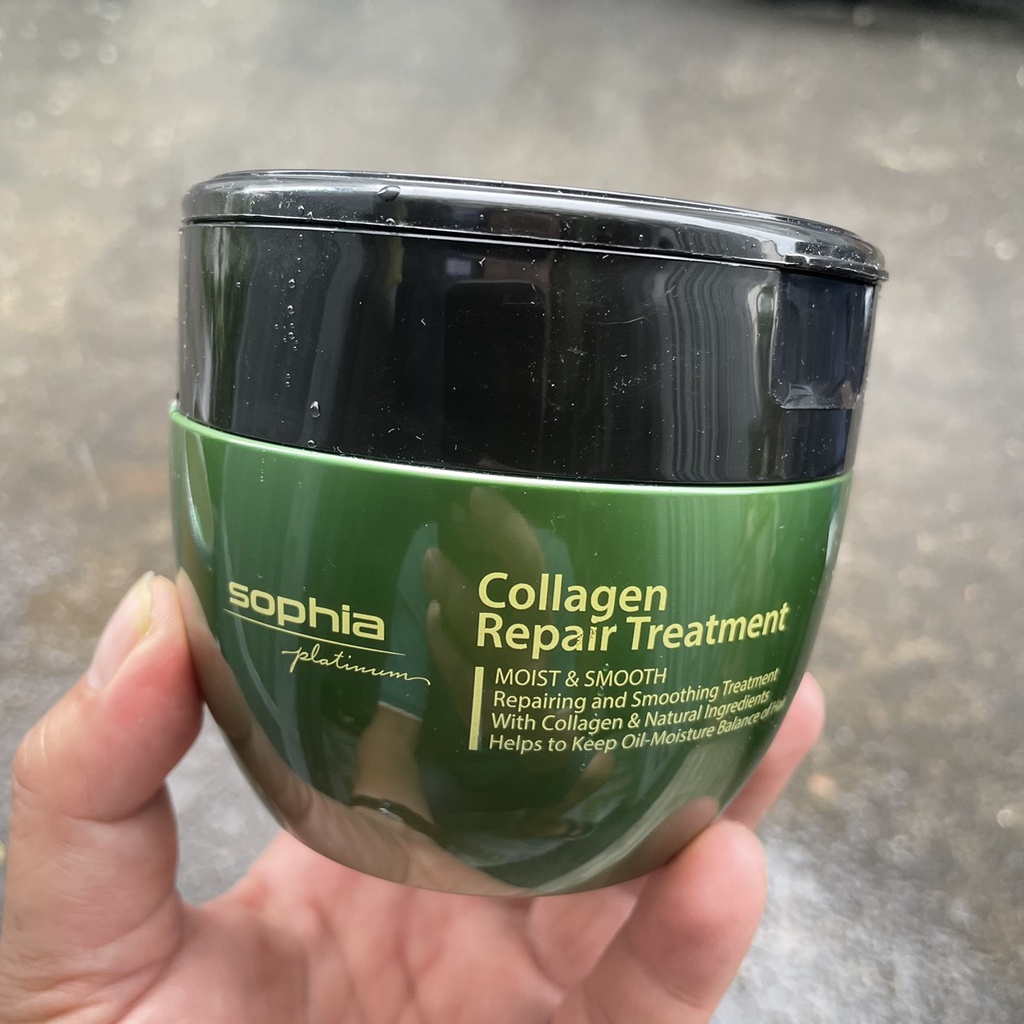 sophia
platinum
Collagen
Repair Treatment
MOIST & SMOOTH
Repairing and Smoothing Treatment
With Collagen & Natural Ingredients
Helps to Keep Oil-Moisture Balance of Hair